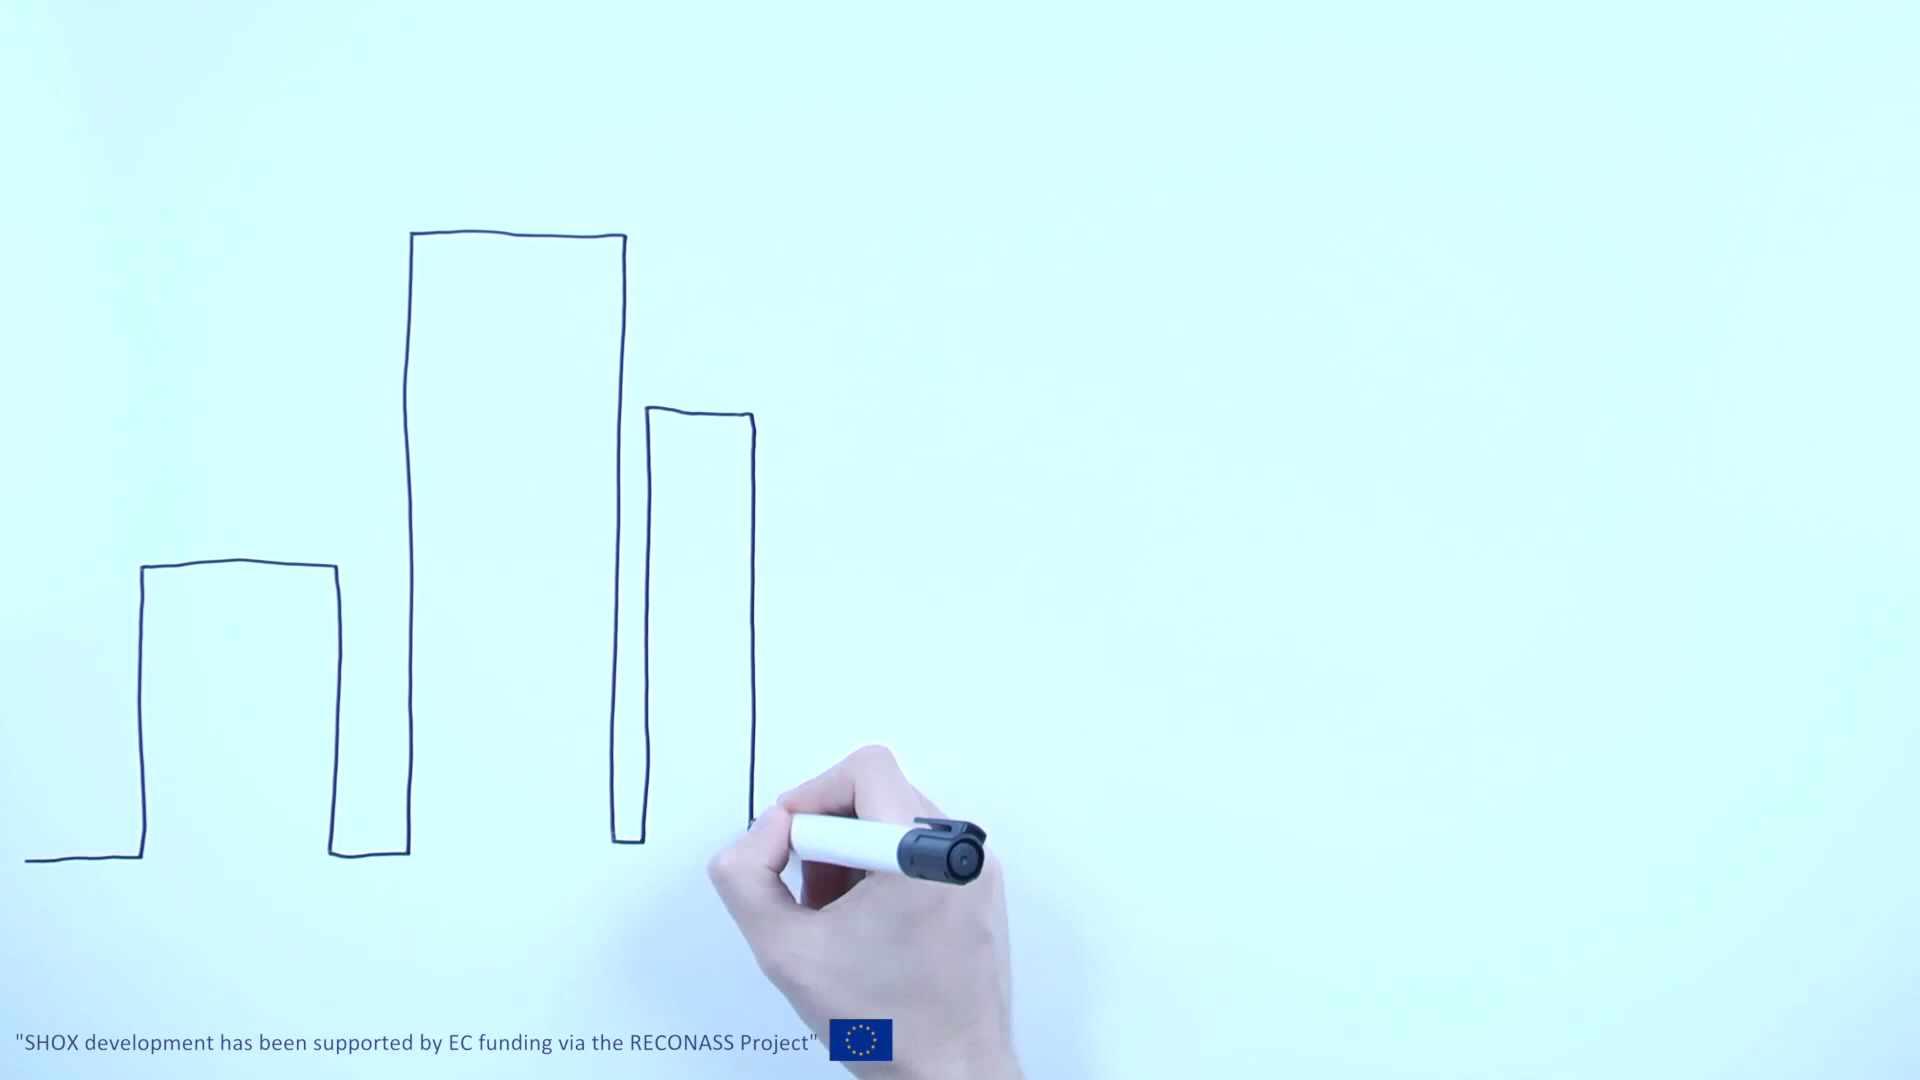 "SHOX development has been supported by EC funding via the RECONASS Project"